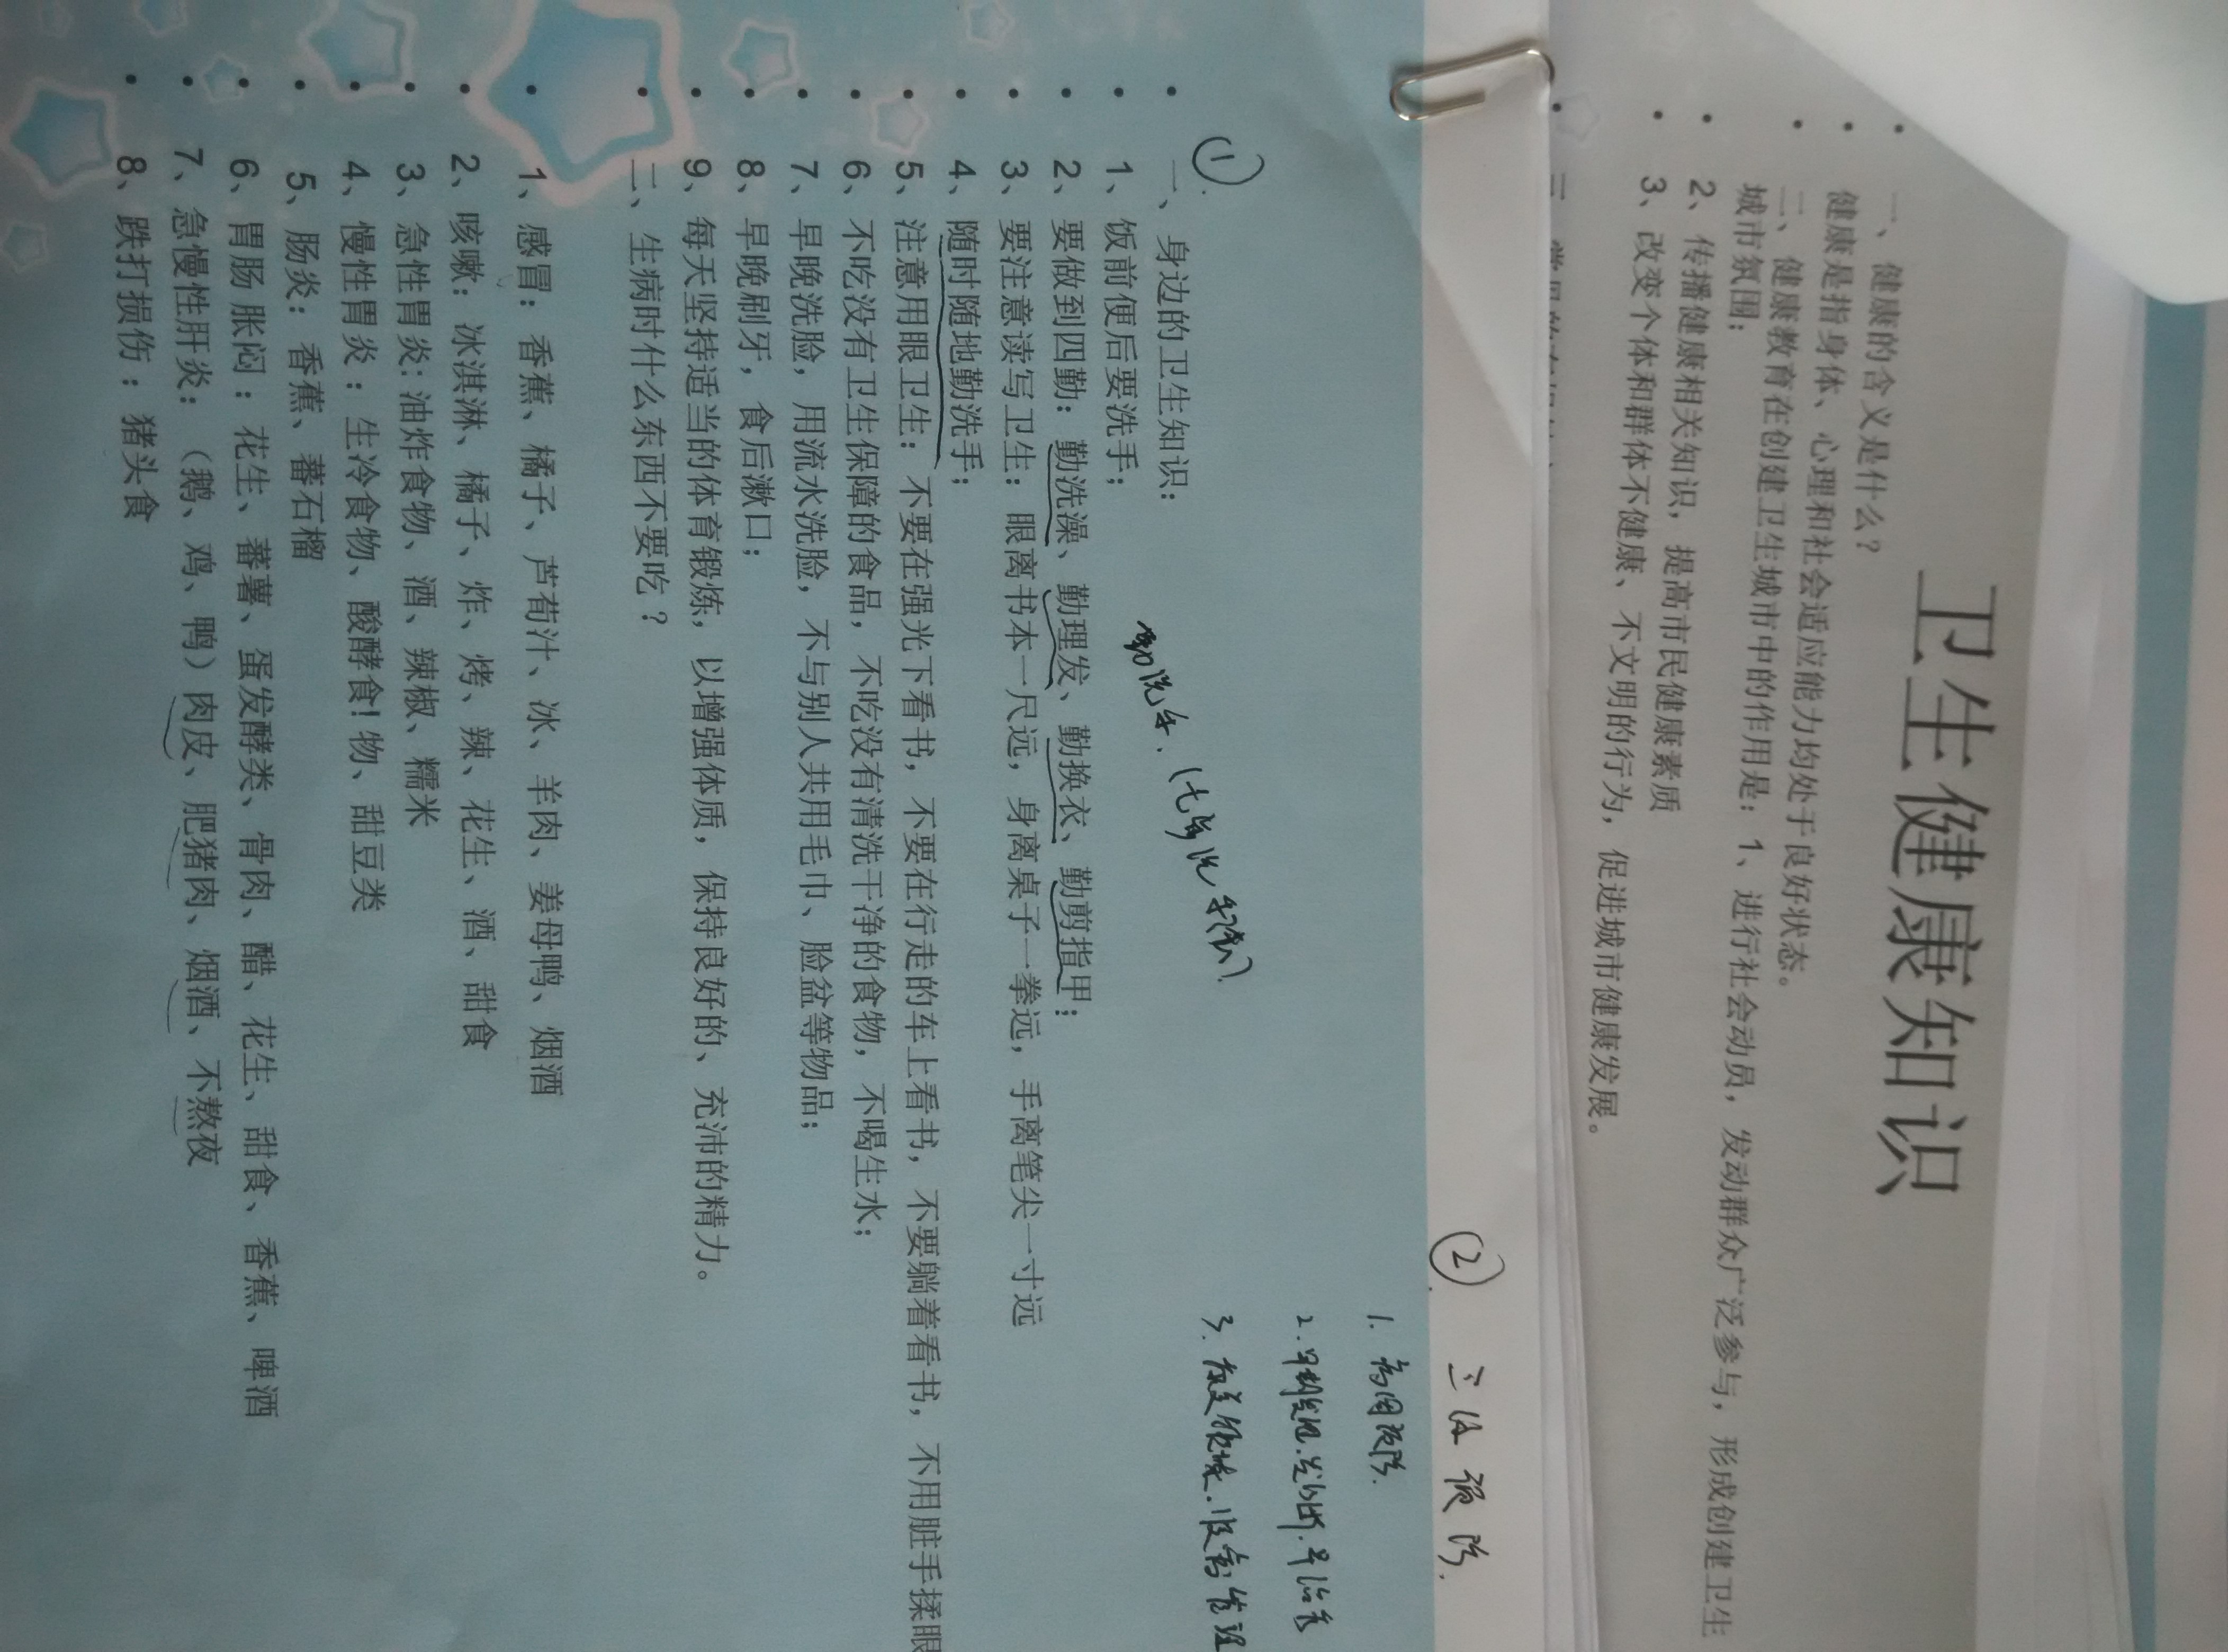 卫生健康知识
一、健康的含义是什么？
健康是指身体、心理和社会适应能力均处于良好状态。
二、健康教育在创建卫生城市中的作用是：1、进行社会动员，发动群众广泛参与，形成创建卫生
城市氛围；
2、传播健康相关知识，提高市民健康素质
3、改变个体和群体不健康、不文明的行为，促进城市健康发展。
② 三级预防.
1. 病因预防.
2. 早期发现.
3.
①
勤洗手.（七步洗手法）
一、身边的卫生知识：
1、饭前便后要洗手；
2、要做到四勤：勤洗澡、勤理发、勤换衣、勤剪指甲；
3、要注意读写卫生：眼离书本一尺远，身离桌子一拳远，手离笔尖一寸远
4、随时随地勤洗手；
5、注意用眼卫生：不要在强光下看书，不要在行走的车上看书，不要躺着看书，不用脏手揉眼
6、不吃没有卫生保障的食品，不吃没有清洗干净的食物，不喝生水；
7、早晚洗脸，用流水洗脸，不与别人共用毛巾、脸盆等物品；
8、早晚刷牙，食后漱口；
9、每天坚持适当的体育锻炼，以增强体质，保持良好的、充沛的精力。
二、生病时什么东西不要吃？
1、感冒：香蕉、橘子、芦荀汁、冰、羊肉、姜母鸭、烟酒
2、咳嗽：冰淇淋、橘子、炸、烤、辣、花生、酒、甜食
3、急性胃炎：油炸食物、酒、辣椒、糯米
4、慢性胃炎：生冷食物、酸酵食！物、甜豆类
5、肠炎：香蕉、蕃石榴
6、胃肠胀闷：花生、蕃薯、蛋发酵类、骨肉、醋、花生、甜食、香蕉、啤酒
7、急慢性肝炎：（鹅、鸡、鸭）肉皮、肥猪肉、烟酒、不熬夜
8、跌打损伤：猪头食